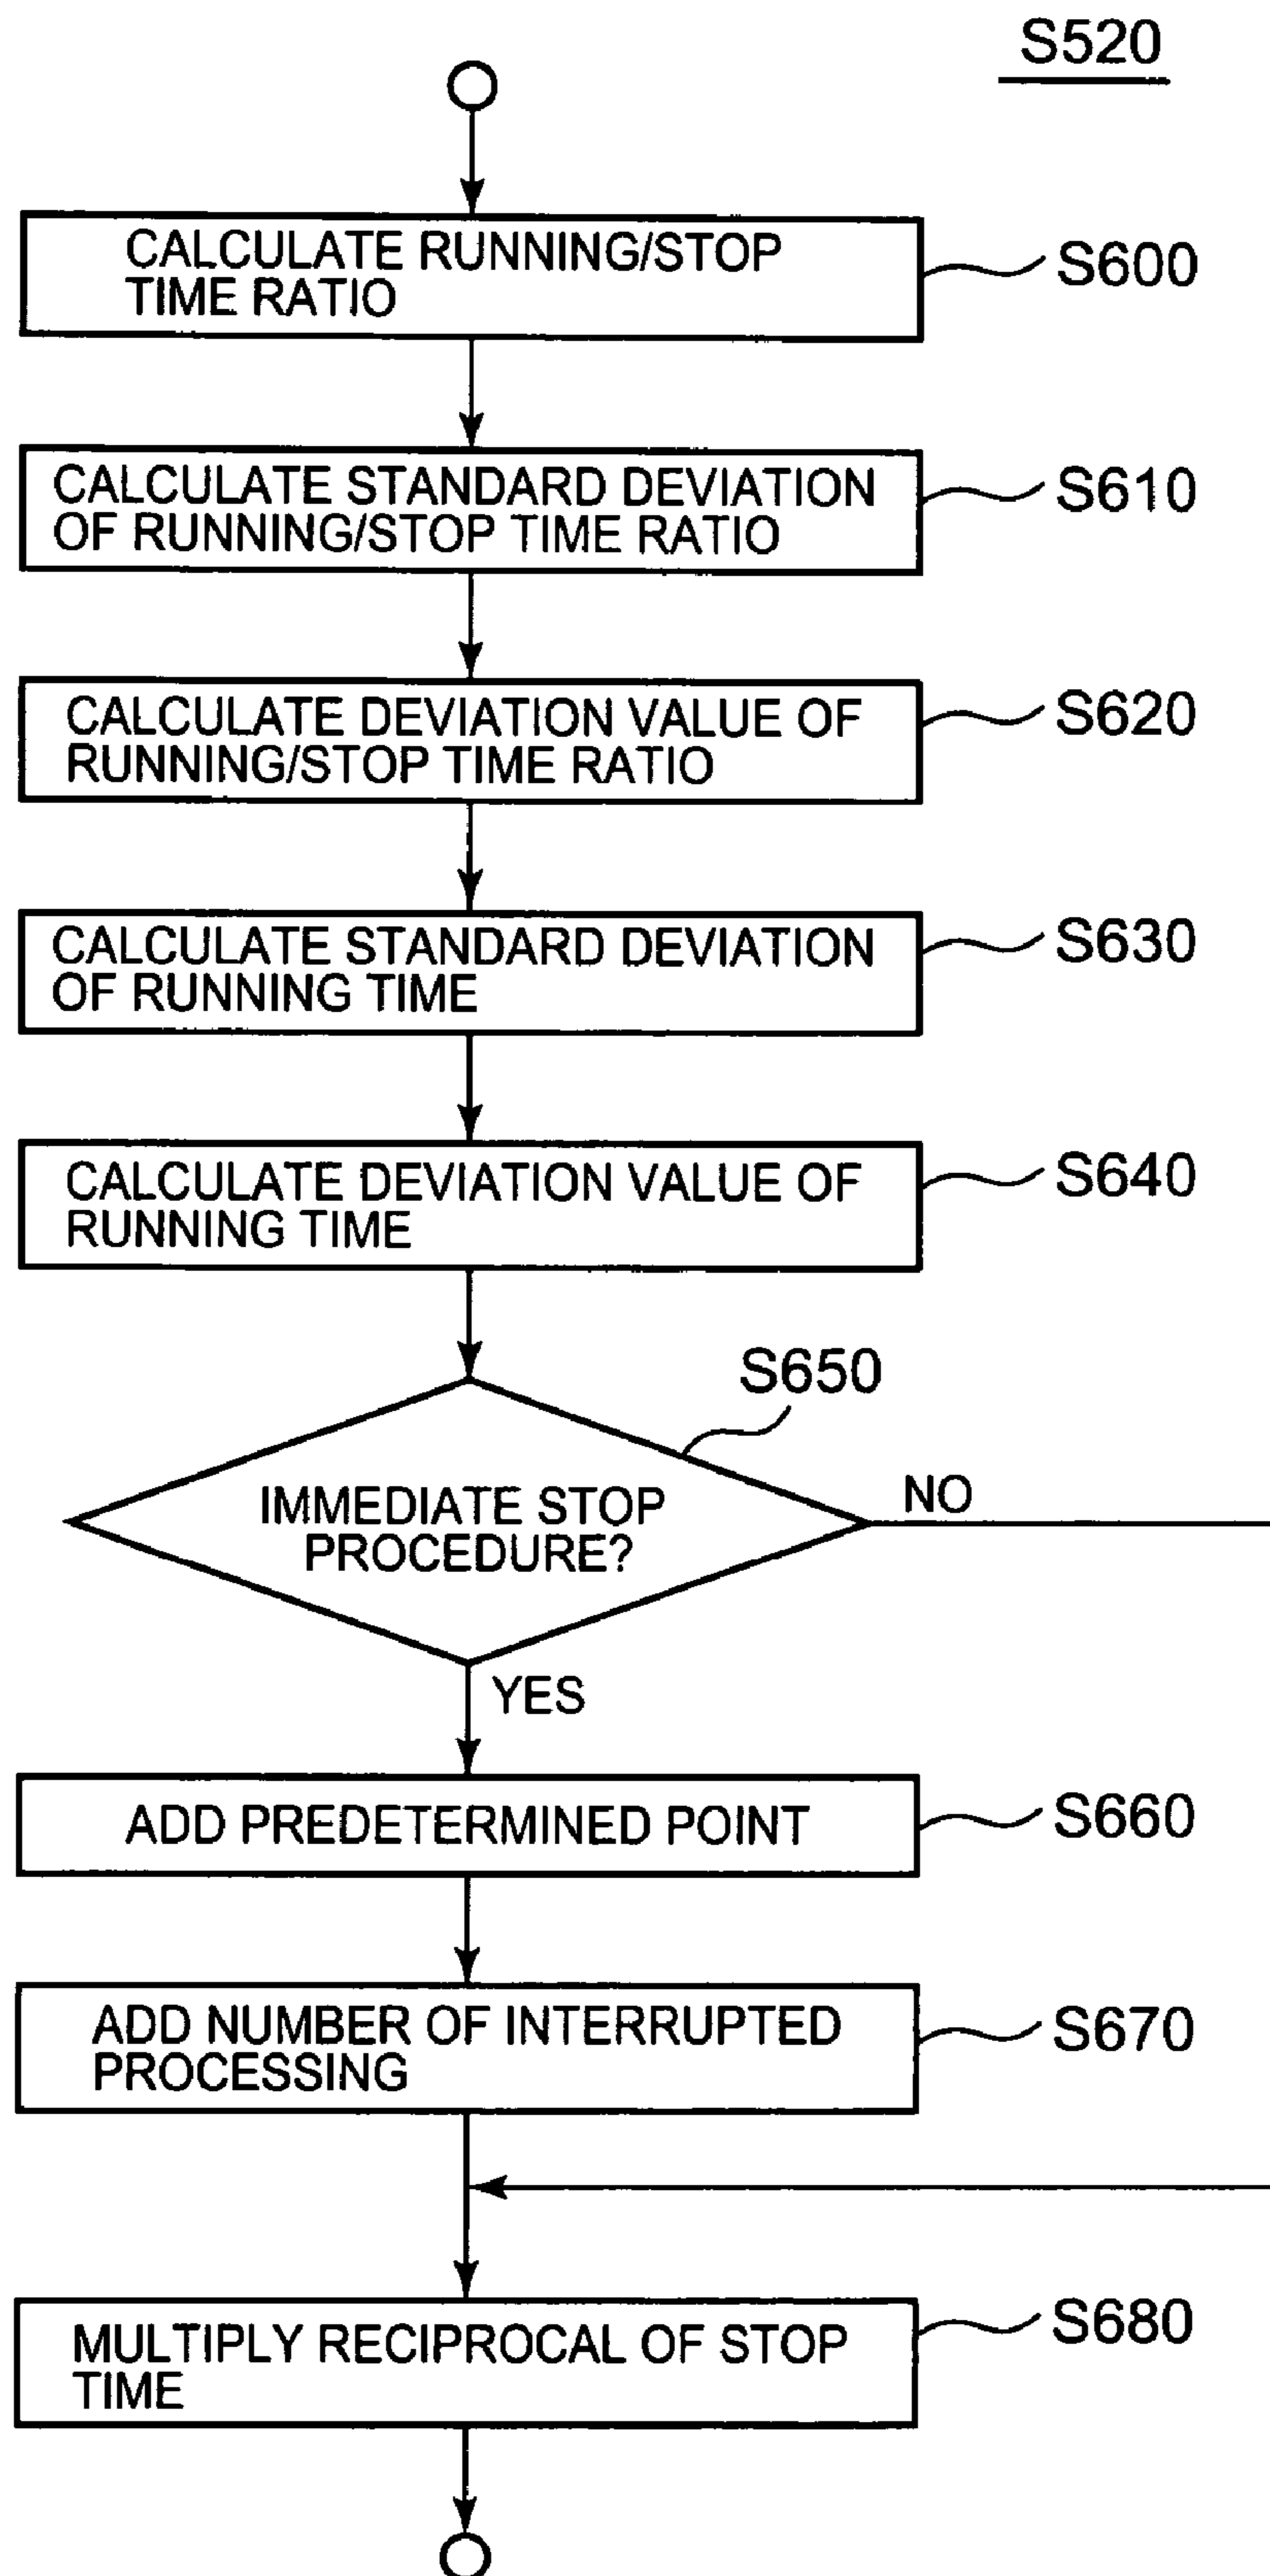 S520
CALCULATE RUNNING/STOP
TIME RATIO
S600
CALCULATE STANDARD DEVIATION
OF RUNNING/STOP TIME RATIO
S610
CALCULATE DEVIATION VALUE OF
RUNNING/STOP TIME RATIO
S620
CALCULATE STANDARD DEVIATION
OF RUNNING TIME
S630
CALCULATE DEVIATION VALUE OF
RUNNING TIME
S640
S650
IMMEDIATE STOP
PROCEDURE?
NO
YES
ADD PREDETERMINED POINT
S660
ADD NUMBER OF INTERRUPTED
PROCESSING
S670
MULTIPLY RECIPROCAL OF STOP
TIME
S680